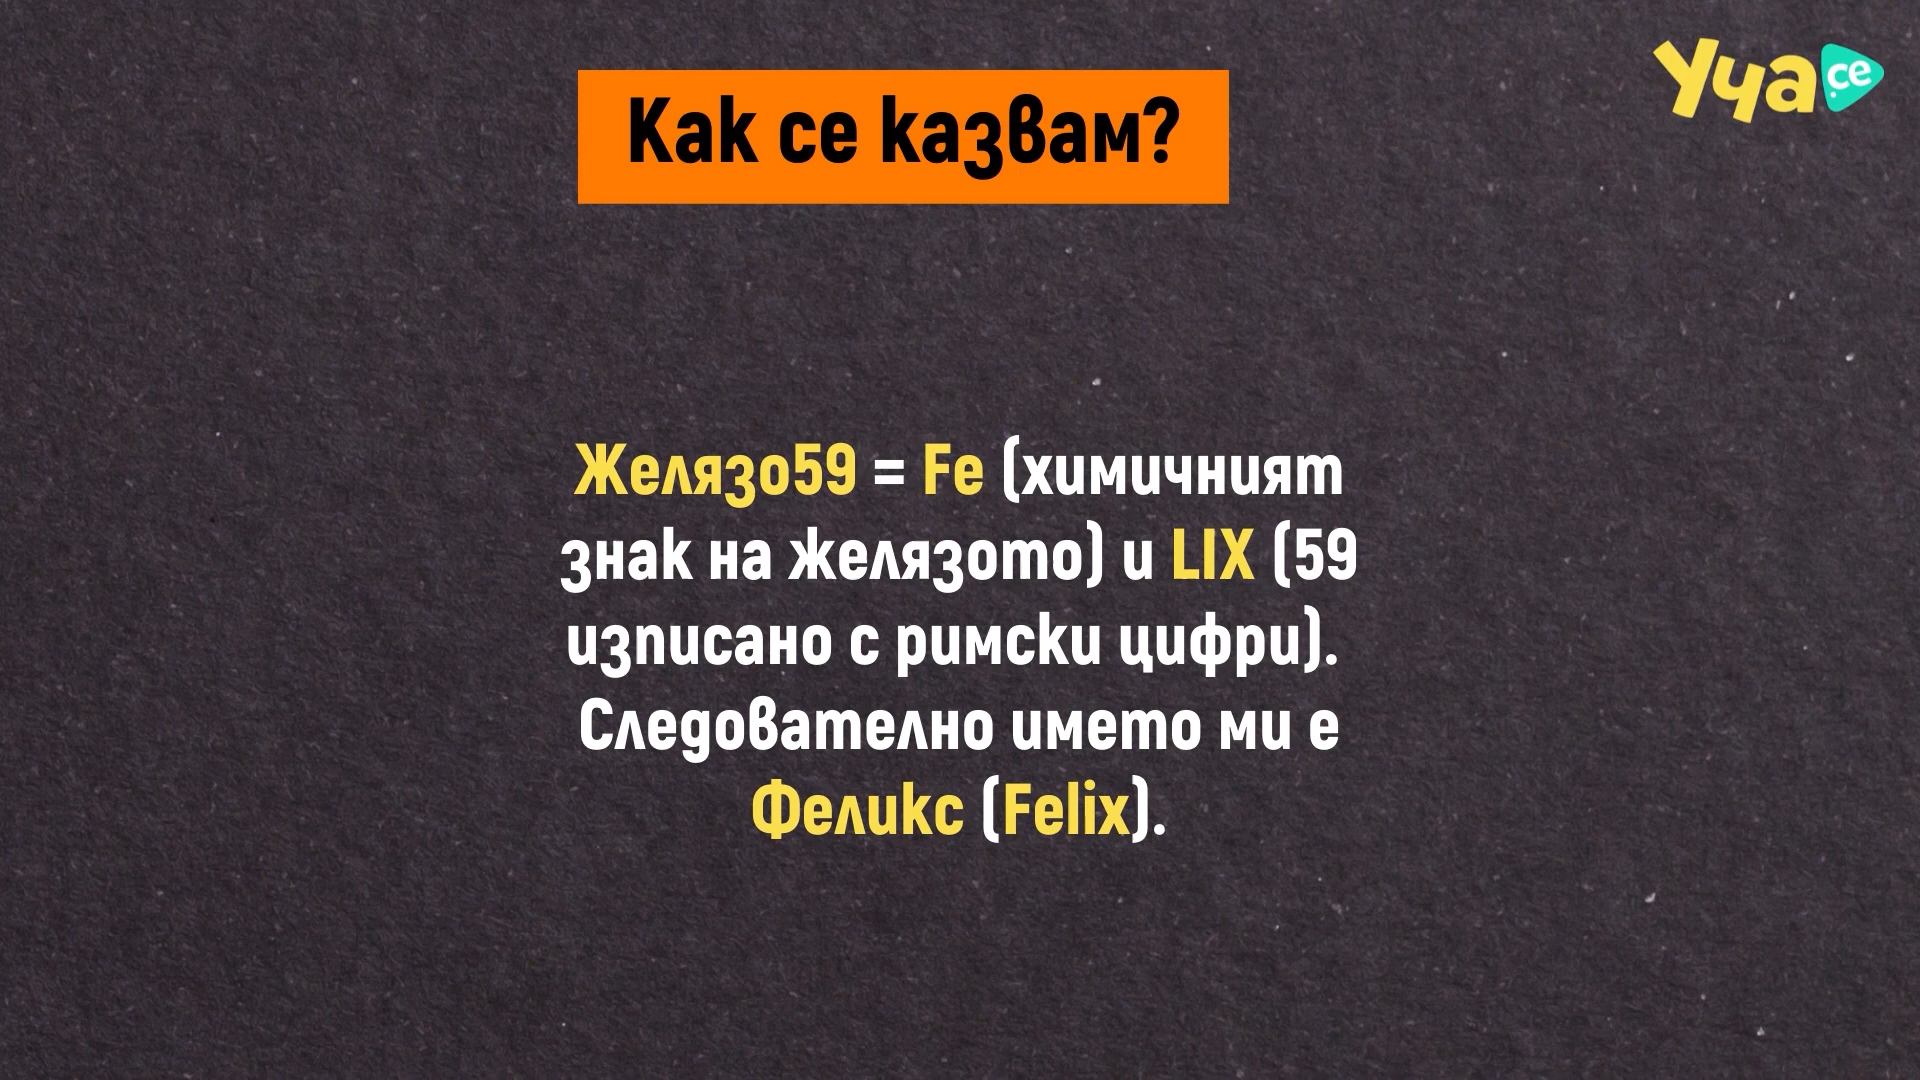 Уча.се
Как се казвам?
Желязо59 = Fe (химичният
знак на желязото) и LIX (59
изписано с римски цифри).
Следователно името ми е
Феликс (Felix).